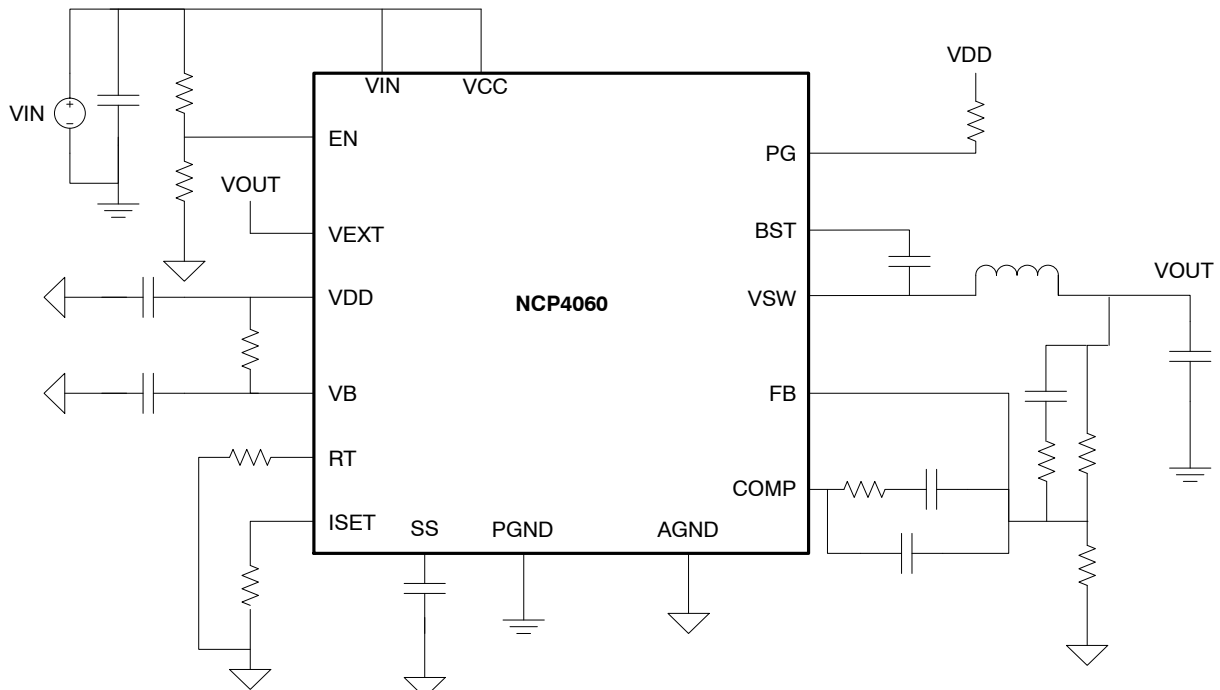 VDD
VIN
VIN
VCC
EN
PG
VOUT
VEXT
BST
VOUT
VDD
NCP4060
VSW
VB
FB
RT
COMP
ISET
SS
PGND
AGND